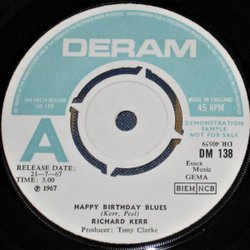 DERAM
THE DECCA RECORD
CO LTD
MADE IN ENGLAND
45 RPM
DEMONSTRATION
SAMPLE
NOT FOR SALE
A
RELEASE DATE:
21-7-67
TIME: 3.00
℗ 1967
DM 138
Essex
Music
GEMA
BIEM NCB
HAPPY BIRTHDAY BLUES
(Kerr, Peel)
RICHARD KERR
Producer: Tony Clarke